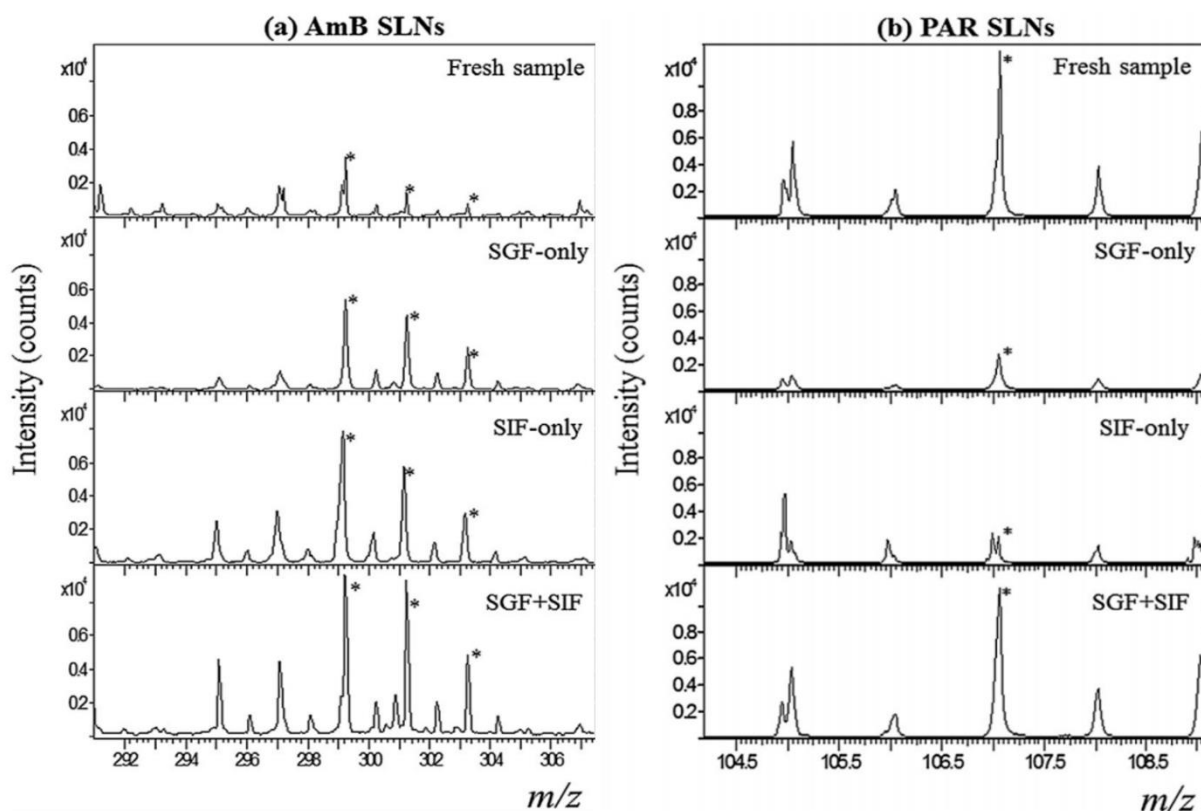 (a) AmB SLNs
x10⁴
Fresh sample
0.6
0.4
0.2
x10⁴
SGF-only
0.6
0.4
0.2
x10⁴
SIF-only
0.6
0.4
0.2
x10⁴
SGF+SIF
0.6
0.4
0.2
* * *
* * *
* * *
* * *
Intensity (counts)
292 294 296 298 300 302 304 306
m/z
(b) PAR SLNs
x10⁴
Fresh sample
0.8
0.6
0.4
0.2
x10⁴
SGF-only
0.8
0.6
0.4
0.2
x10⁴
SIF-only
0.8
0.6
0.4
0.2
x10⁴
SGF+SIF
0.8
0.6
0.4
0.2
*
*
*
*
Intensity (counts)
104.5 105.5 106.5 107.5 108.5
m/z